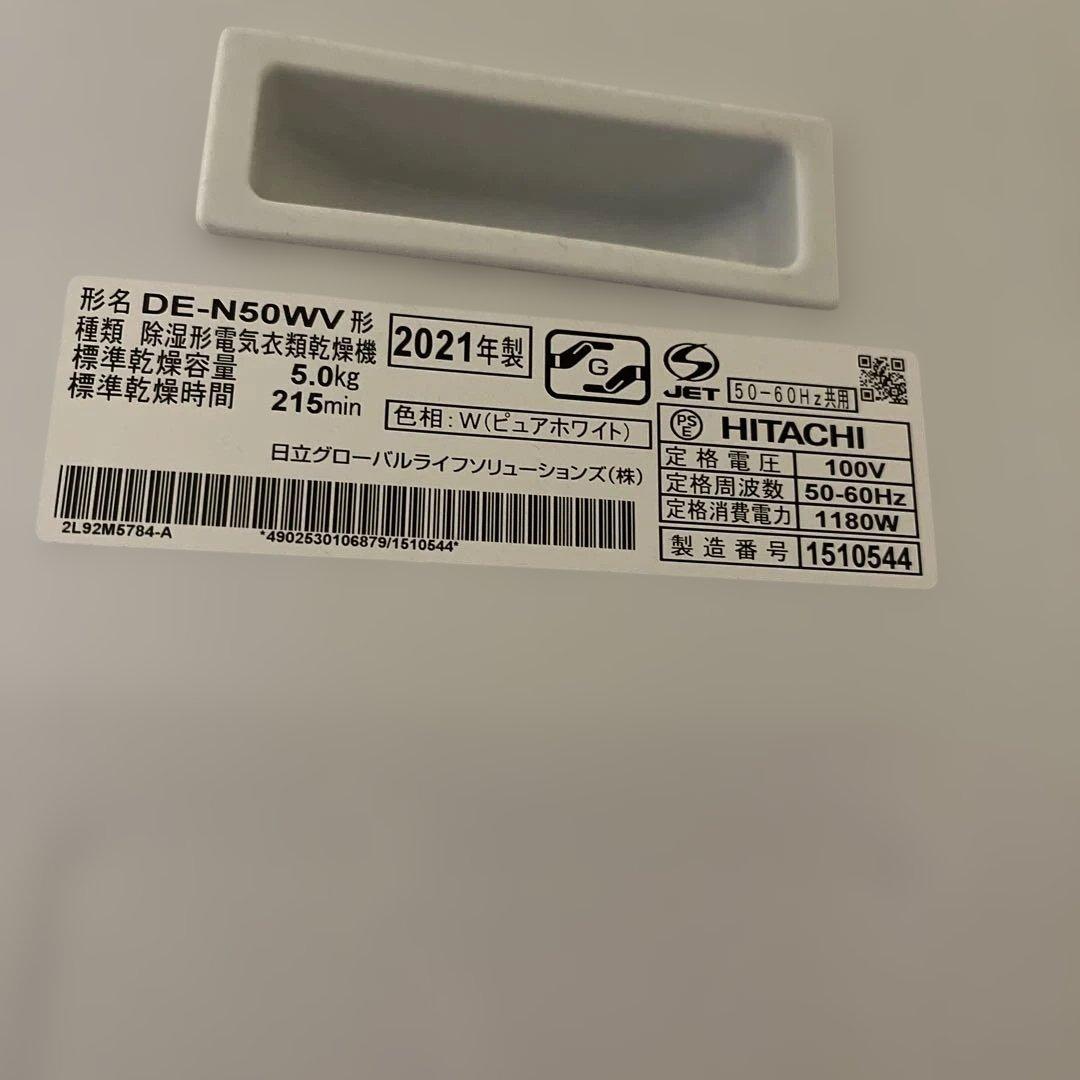 形名 DE-N50WV 形
種類 除湿形電気衣類乾燥機
標準乾燥容量 5.0kg
標準乾燥時間 215min
2021年製
G
JET
50-60Hz共用
色相:W(ピュアホワイト)
日立グローバルライフソリューションズ(株)
2L92M5784-A
*4902530106879/1510544*
PSE HITACHI
定格電圧 100V
定格周波数 50-60Hz
定格消費電力 1180W
製造番号 1510544